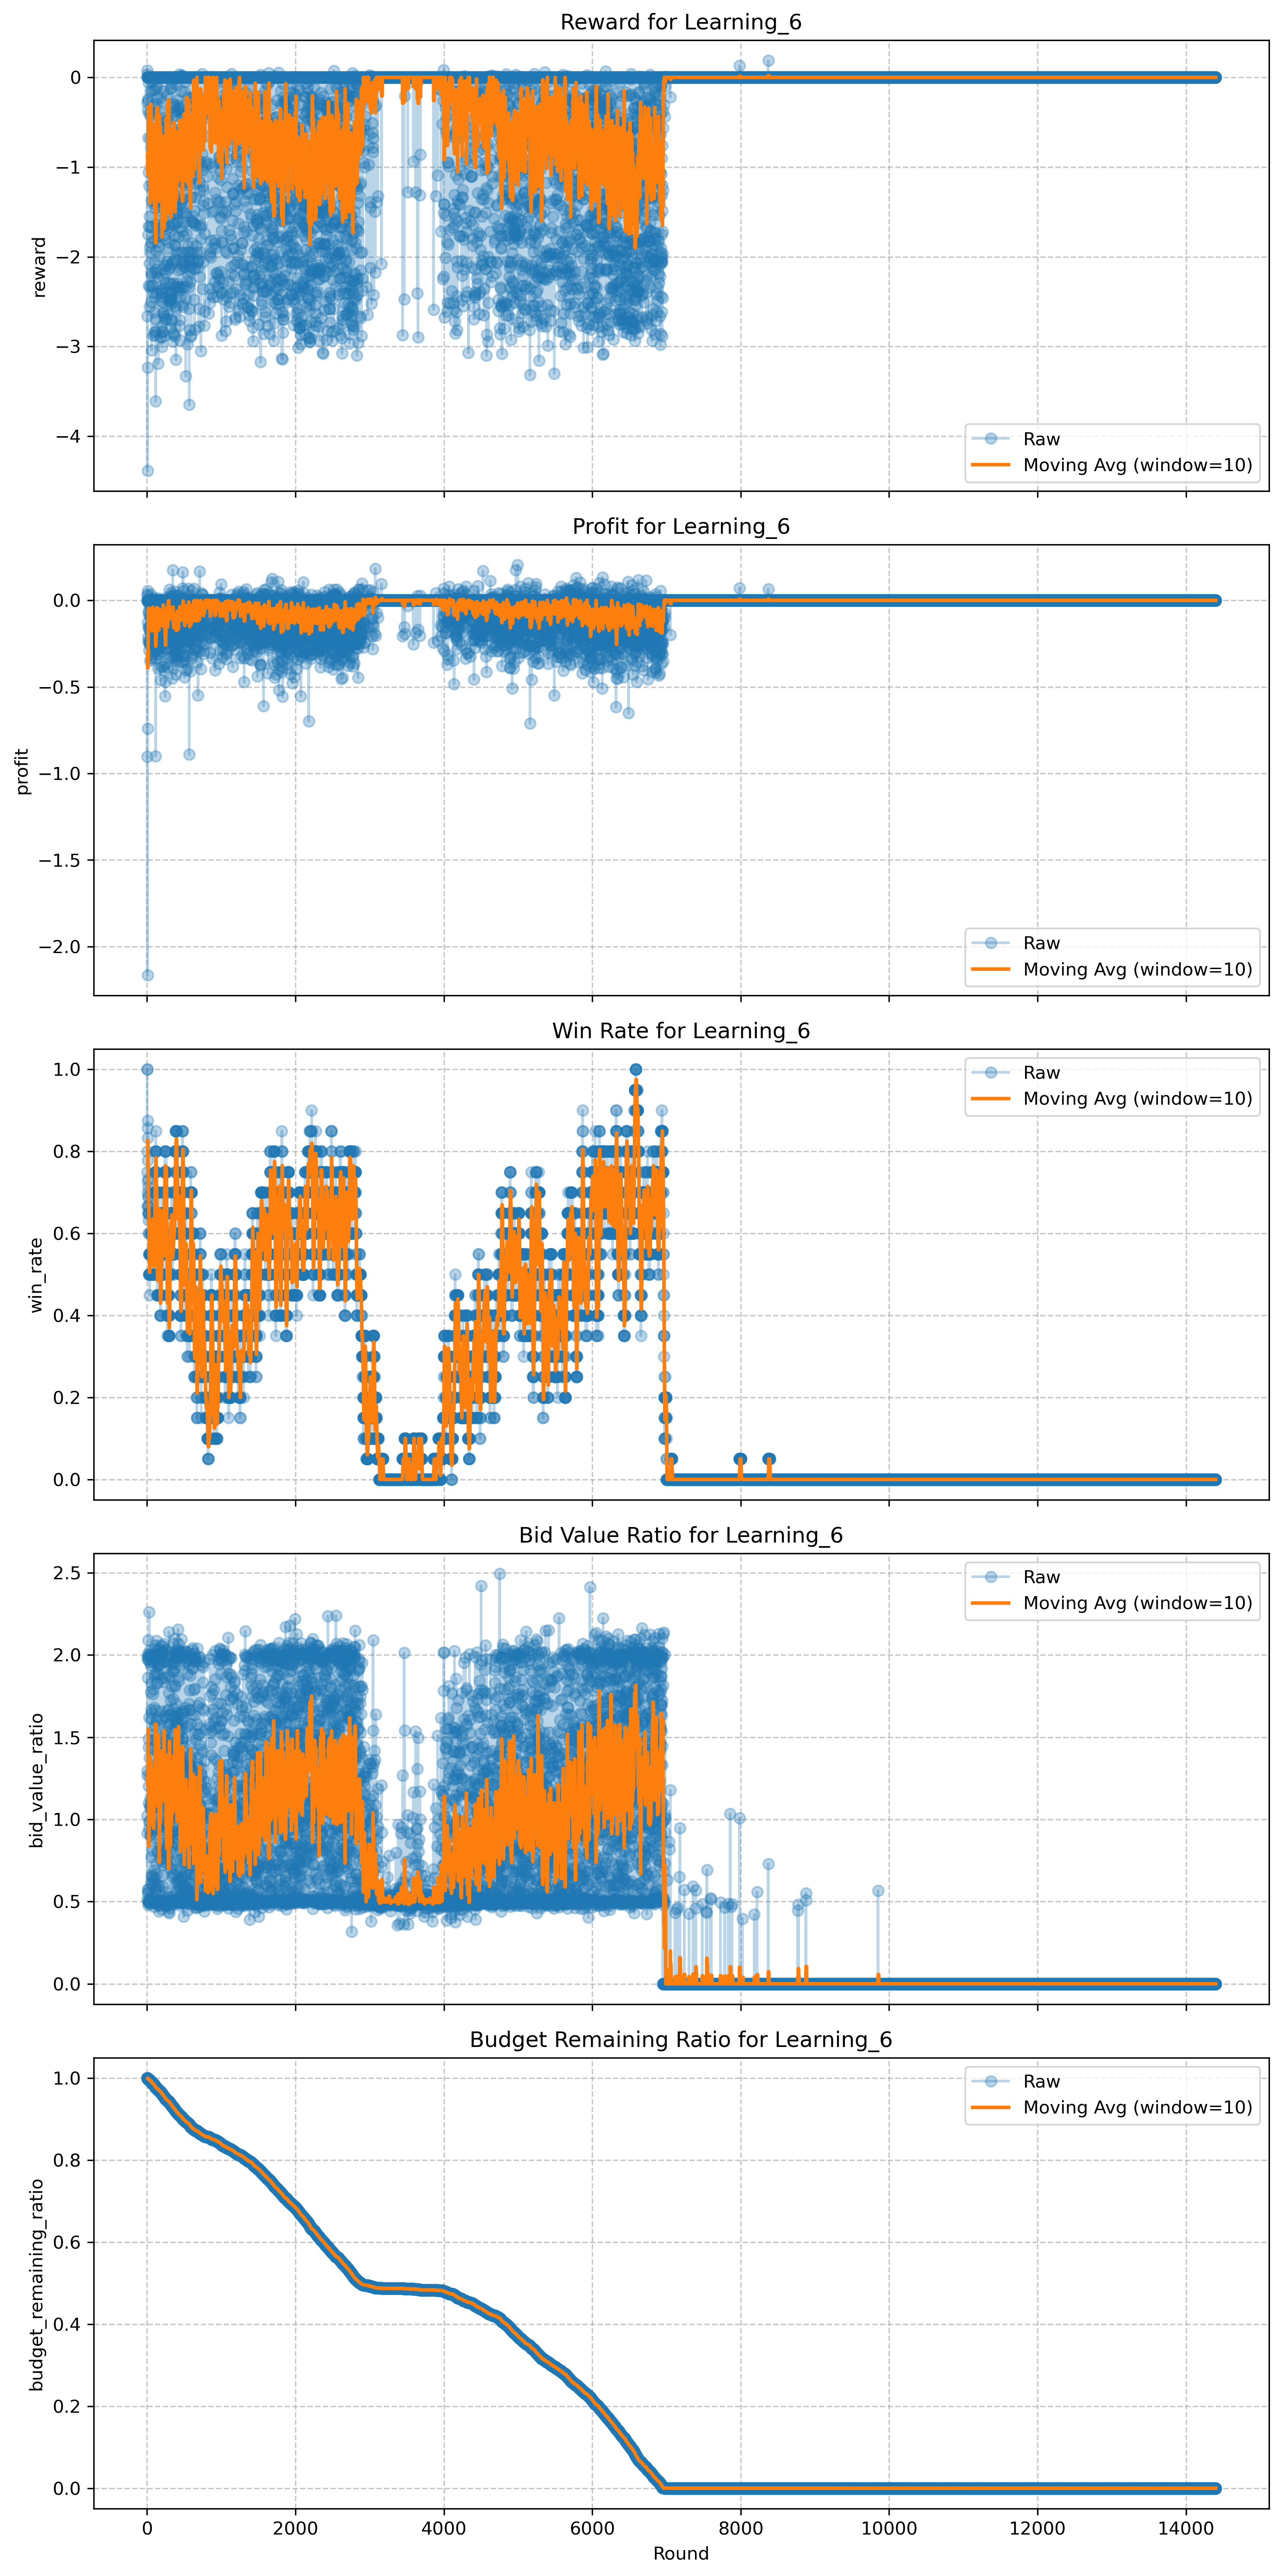 Reward for Learning_6
0
−1
−2
−3
−4
reward
Raw
Moving Avg (window=10)
Profit for Learning_6
0.0
−0.5
−1.0
−1.5
−2.0
profit
Raw
Moving Avg (window=10)
Win Rate for Learning_6
1.0
0.8
0.6
0.4
0.2
0.0
win_rate
Raw
Moving Avg (window=10)
Bid Value Ratio for Learning_6
2.5
2.0
1.5
1.0
0.5
0.0
bid_value_ratio
Raw
Moving Avg (window=10)
Budget Remaining Ratio for Learning_6
1.0
0.8
0.6
0.4
0.2
0.0
budget_remaining_ratio
Raw
Moving Avg (window=10)
0 2000 4000 6000 8000 10000 12000 14000
Round